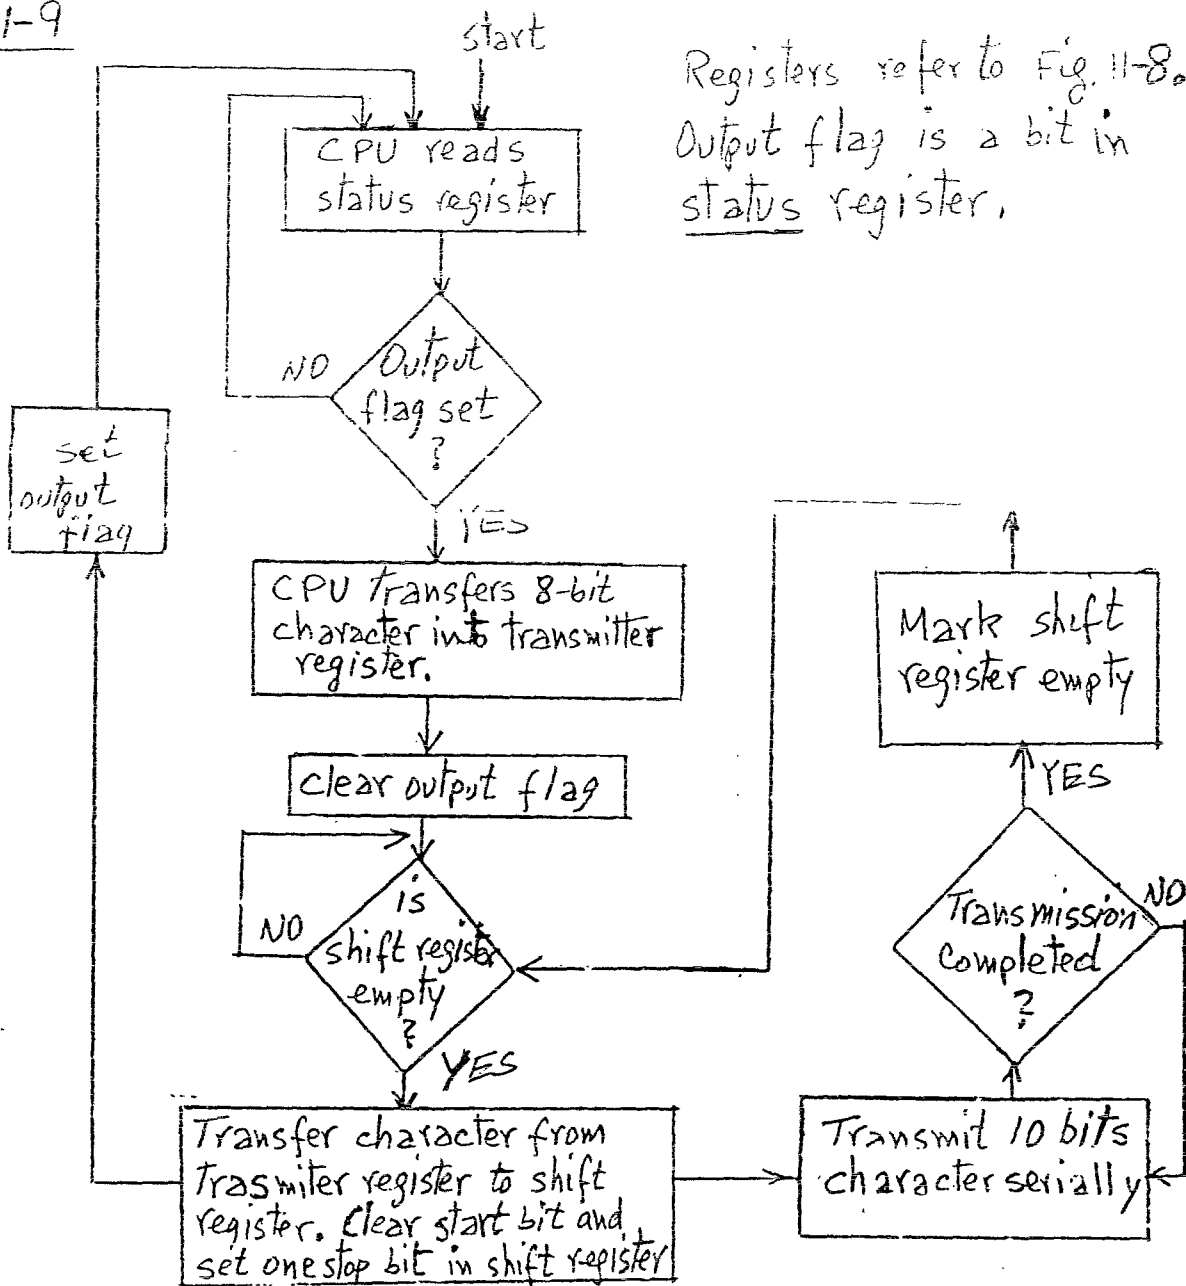 1-9
start
Registers refer to Fig. 11-8.
Output flag is a bit in
status register.
CPU reads
status register
NO
Output
flag set
?
YES
set
output
flag
CPU transfers 8-bit
character into transmitter
register.
clear output flag
NO
is
shift register
empty
?
YES
Transfer character from
Trasmiter register to shift
register. Clear start bit and
set one stop bit in shift register
Mark shift
register empty
YES
Transmission
completed
?
NO
Transmit 10 bits
character serially